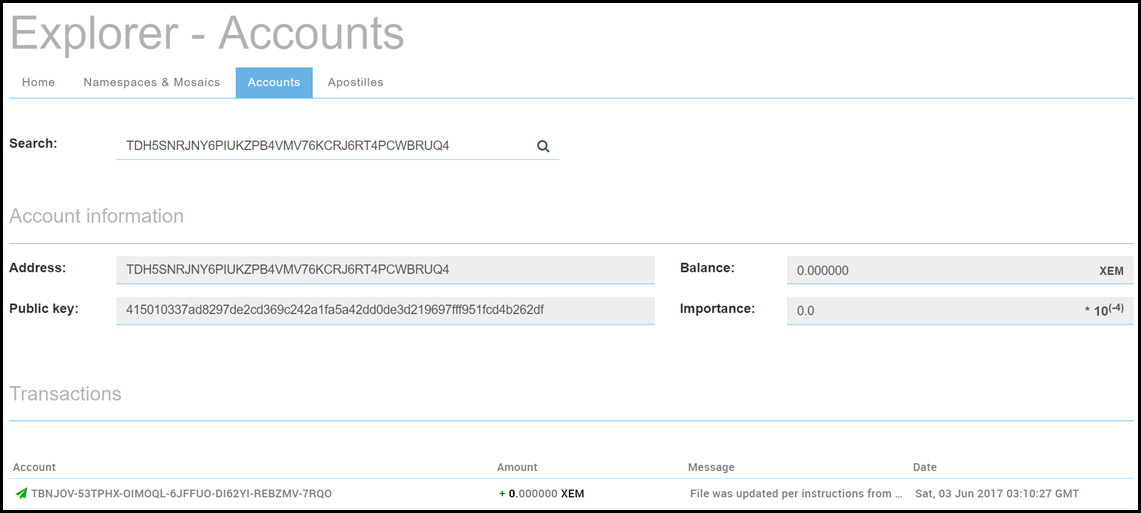 Explorer - Accounts
Home Namespaces & Mosaics Accounts Apostilles
Search: TDH5SNRJNY6PIUKZPB4VMV76KCRJ6RT4PCWBRUQ4
Account information
Address: TDH5SNRJNY6PIUKZPB4VMV76KCRJ6RT4PCWBRUQ4 Balance: 0.000000 XEM
Public key: 415010337ad8297de2cd369c242a1fa5a42dd0de3d219697fff951fcd4b262df Importance: 0.0 * 10(-4)
Transactions
Account Amount Message Date
TBNJOV-53TPHX-OIMOQL-6JFFUO-DI62YI-REBZMV-7RQO + 0.000000 XEM File was updated per instructions from ... Sat, 03 Jun 2017 03:10:27 GMT